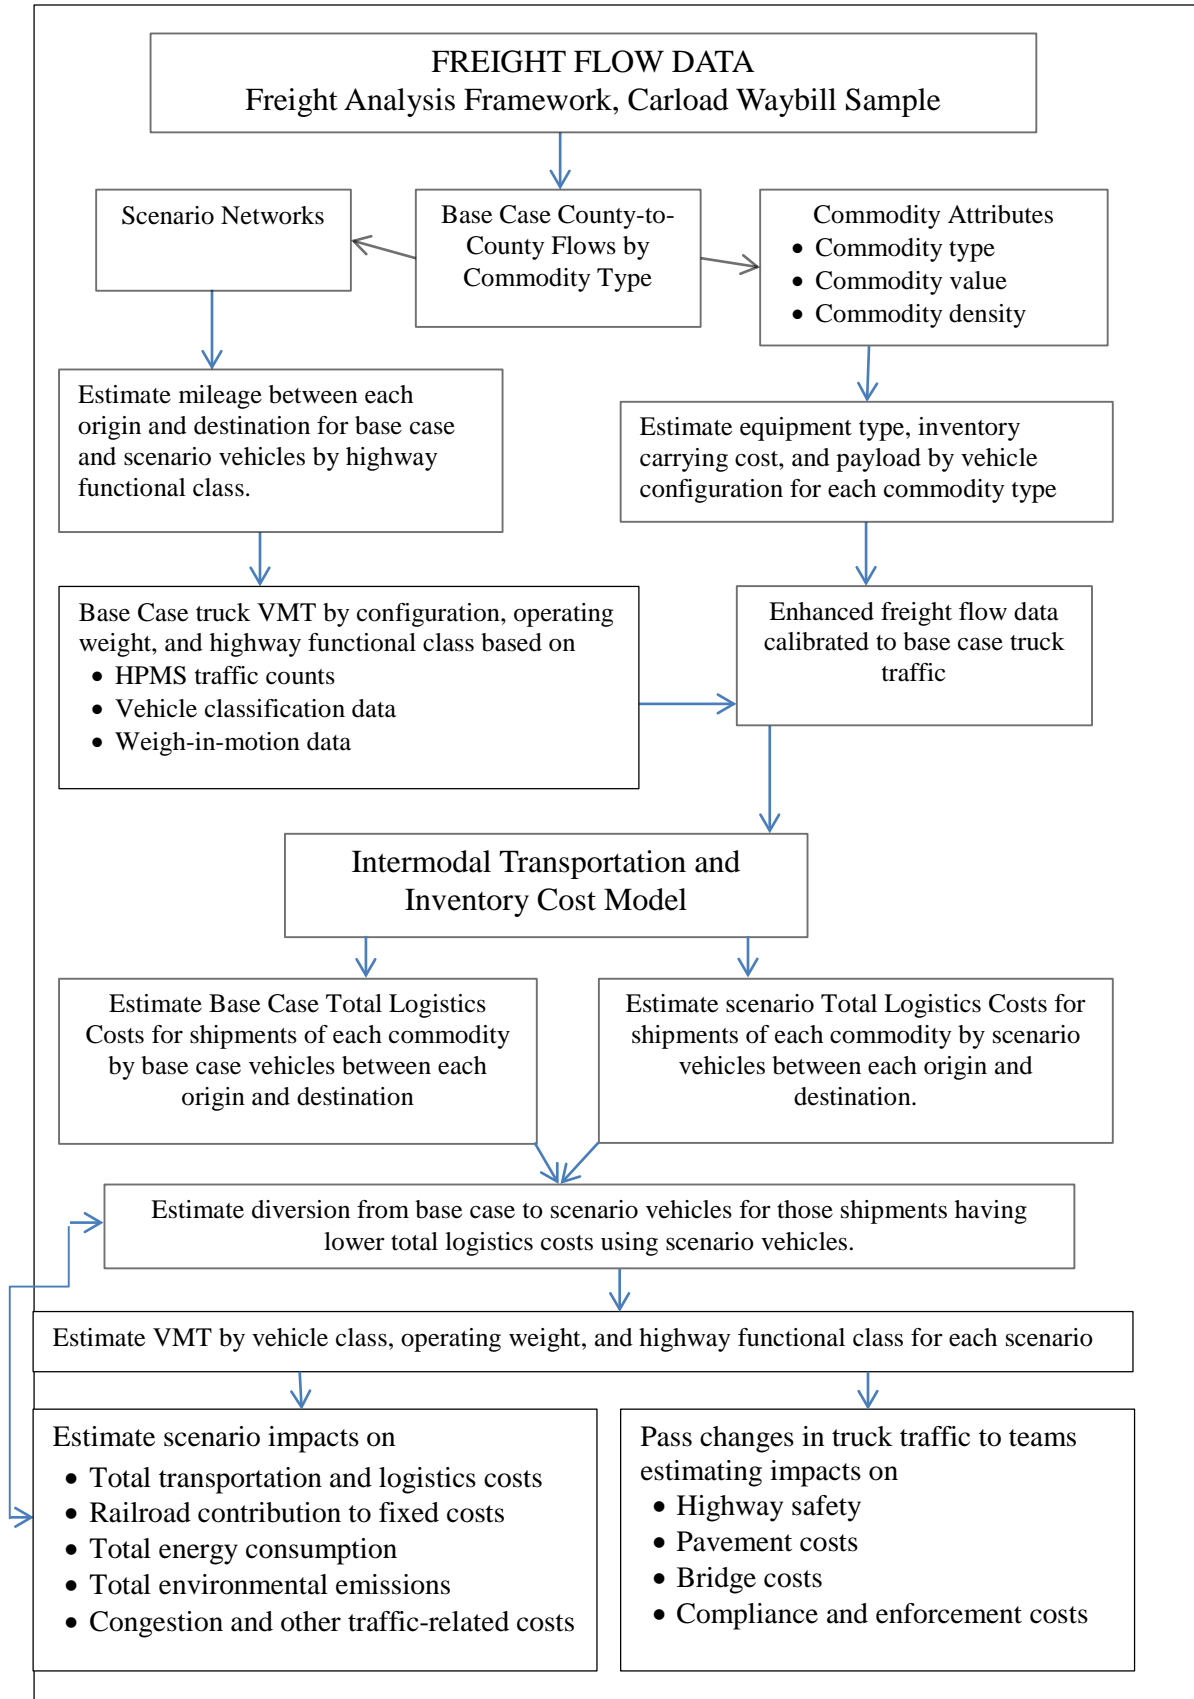 FREIGHT FLOW DATA
Freight Analysis Framework, Carload Waybill Sample
Scenario Networks
Base Case County-to-
County Flows by
Commodity Type
Commodity Attributes
• Commodity type
• Commodity value
• Commodity density
Estimate mileage between each
origin and destination for base case
and scenario vehicles by highway
functional class.
Estimate equipment type, inventory
carrying cost, and payload by vehicle
configuration for each commodity type
Base Case truck VMT by configuration, operating
weight, and highway functional class based on
• HPMS traffic counts
• Vehicle classification data
• Weigh-in-motion data
Enhanced freight flow data
calibrated to base case truck
traffic
Intermodal Transportation and
Inventory Cost Model
Estimate Base Case Total Logistics
Costs for shipments of each commodity
by base case vehicles between each
origin and destination
Estimate scenario Total Logistics Costs for
shipments of each commodity by scenario
vehicles between each origin and
destination.
Estimate diversion from base case to scenario vehicles for those shipments having
lower total logistics costs using scenario vehicles.
Estimate VMT by vehicle class, operating weight, and highway functional class for each scenario
Estimate scenario impacts on
• Total transportation and logistics costs
• Railroad contribution to fixed costs
• Total energy consumption
• Total environmental emissions
• Congestion and other traffic-related costs
Pass changes in truck traffic to teams
estimating impacts on
• Highway safety
• Pavement costs
• Bridge costs
• Compliance and enforcement costs